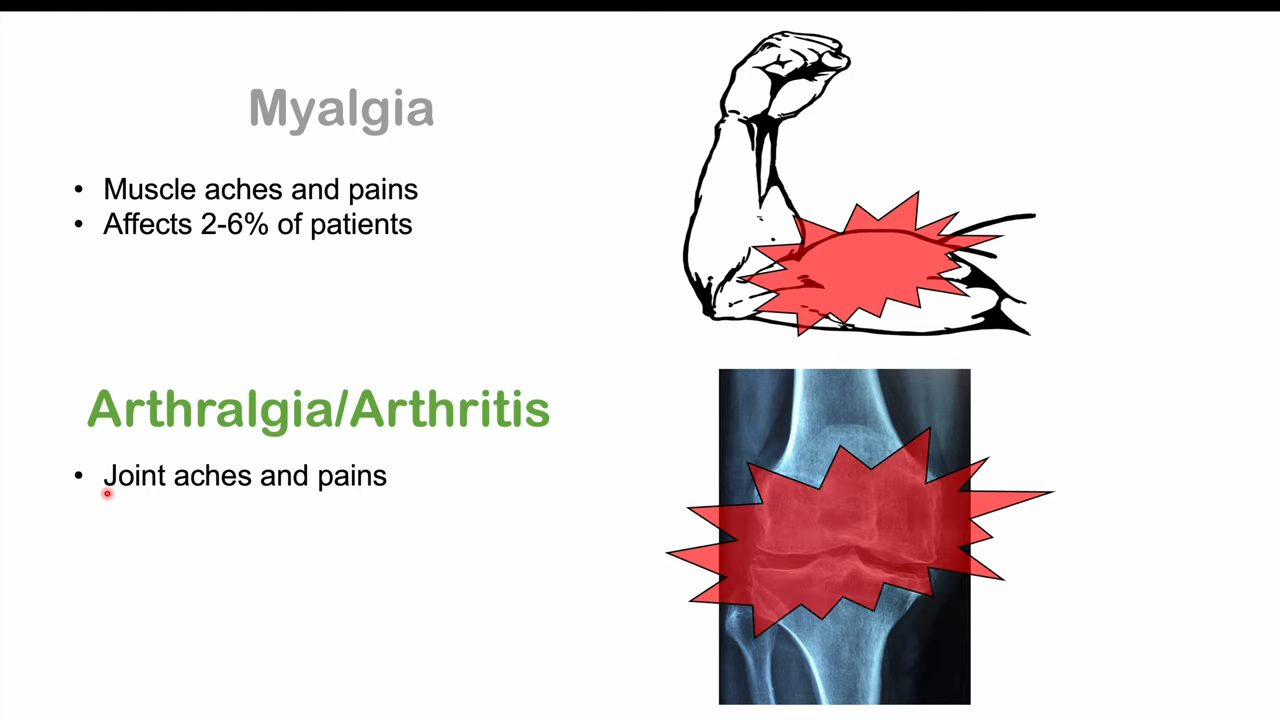 Myalgia
• Muscle aches and pains
• Affects 2-6% of patients
Arthralgia/Arthritis
• Joint aches and pains